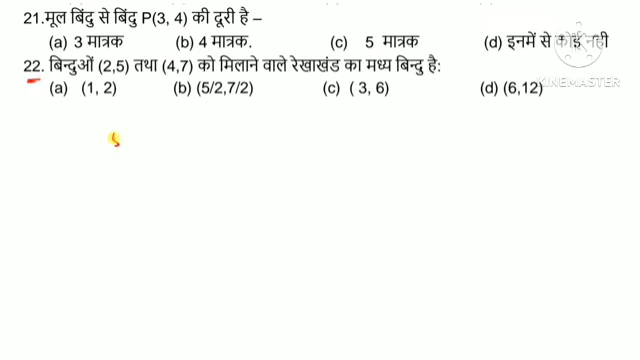 21.मूल बिंदु से बिंदु P(3, 4) की दूरी है –
(a) 3 मात्रक (b) 4 मात्रक. (c) 5 मात्रक (d) इनमें से कोई नही
22. बिन्दुओं (2,5) तथा (4,7) को मिलाने वाले रेखाखंड का मध्य बिन्दु है:
KINEMASTER
(a) (1, 2) (b) (5/2,7/2) (c) ( 3, 6) (d) (6,12)